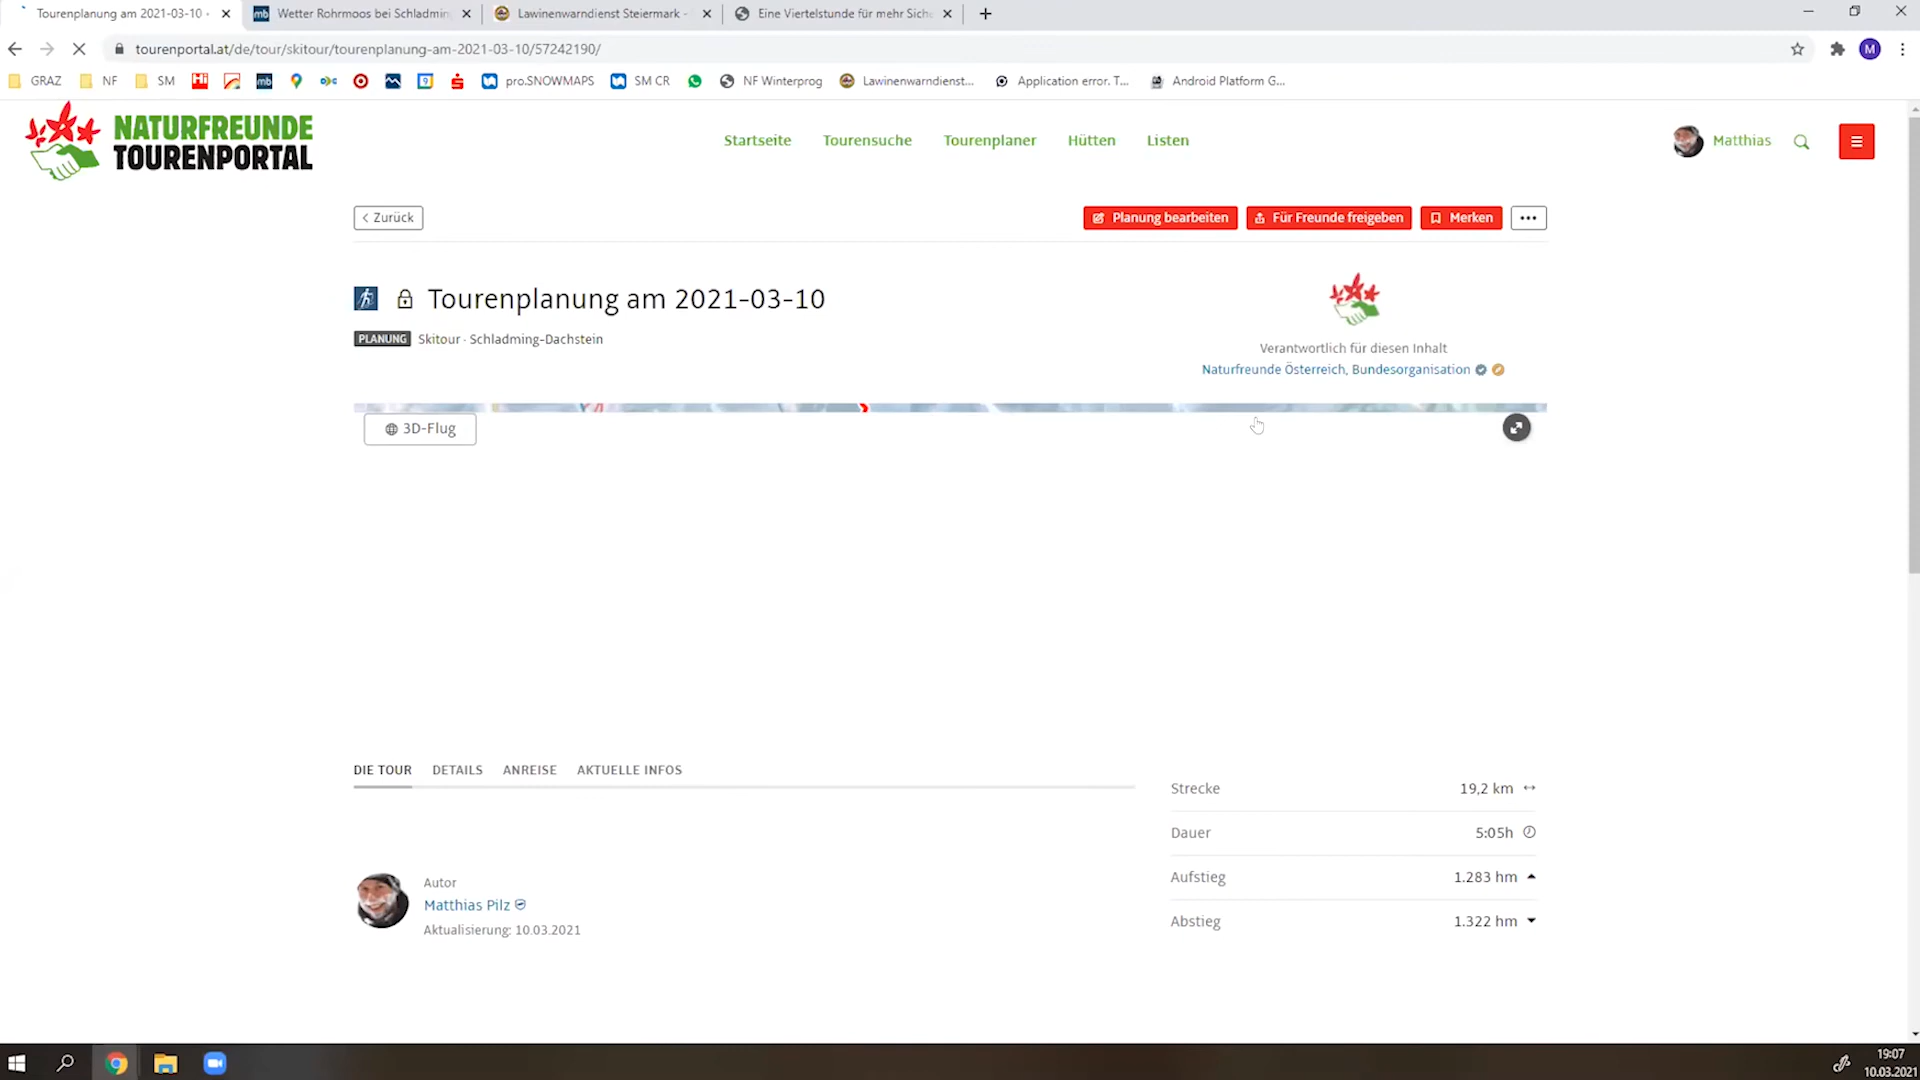 Tourenplanung am 2021-03-10 ·
Wetter Rohrmoos bei Schladming
Lawinenwarndienst Steiermark -
Eine Viertelstunde für mehr Siche
tourenportal.at/de/tour/skitour/tourenplanung-am-2021-03-10/57242190/
M
GRAZ
NF
SM
mb
9
pro.SNOWMAPS
SM CR
NF Winterprog
Lawinenwarndienst...
Application error. T...
Android Platform G...
NATURFREUNDE
TOURENPORTAL
Startseite
Tourensuche
Tourenplaner
Hütten
Listen
Matthias
Zurück
Planung bearbeiten
Für Freunde freigeben
Merken
Tourenplanung am 2021-03-10
PLANUNG Skitour · Schladming-Dachstein
Verantwortlich für diesen Inhalt
Naturfreunde Österreich, Bundesorganisation
3D-Flug
DIE TOUR
DETAILS
ANREISE
AKTUELLE INFOS
Strecke 19,2 km
Dauer 5:05h
Aufstieg 1.283 hm
Abstieg 1.322 hm
Autor
Matthias Pilz
Aktualisierung: 10.03.2021
19:07
10.03.2021